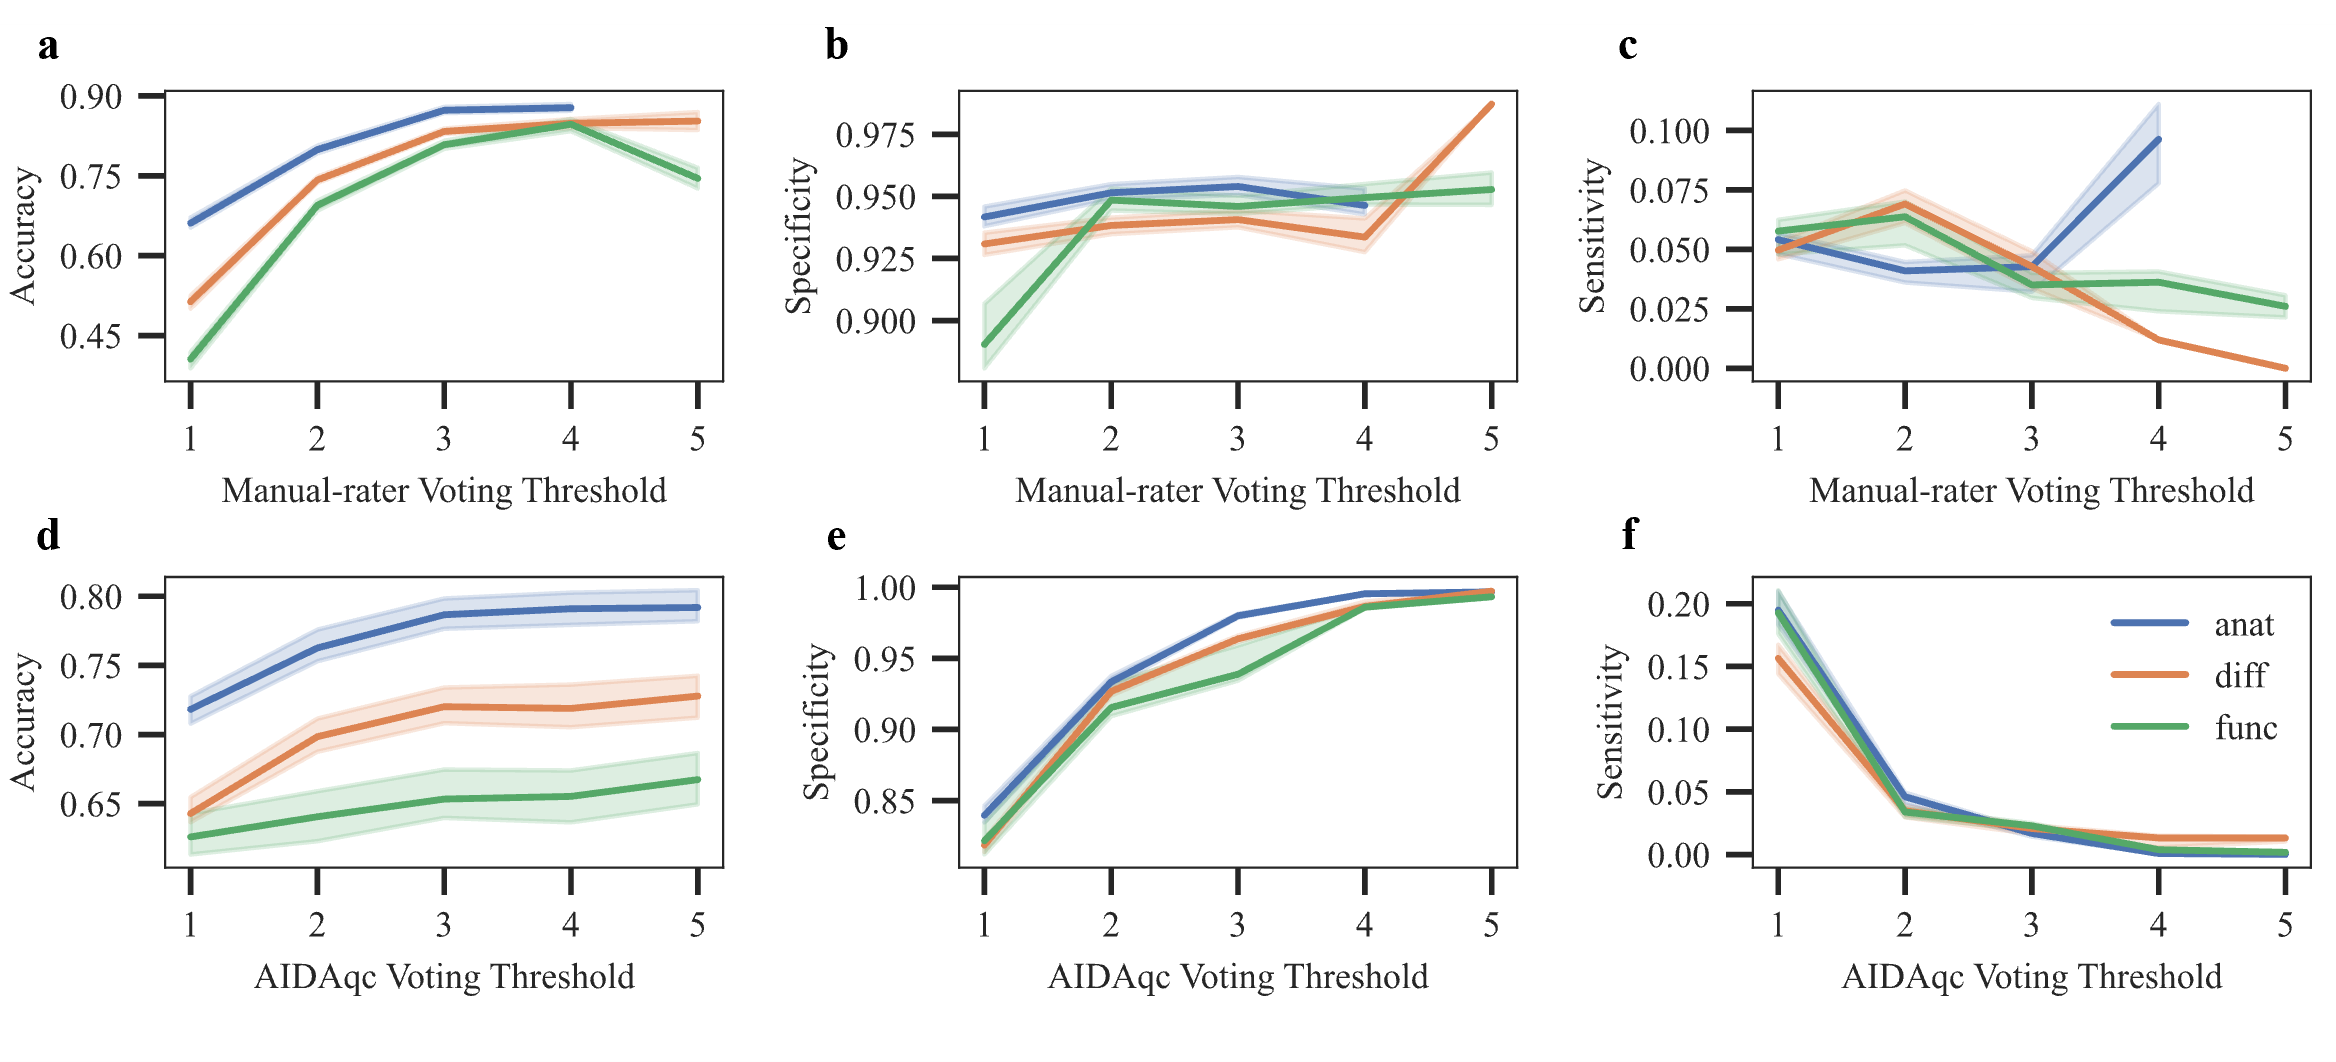 a
b
c
0.90
0.75
0.60
0.45
Accuracy
1 2 3 4 5
Manual-rater Voting Threshold
0.975
0.950
0.925
0.900
Specificity
1 2 3 4 5
Manual-rater Voting Threshold
0.100
0.075
0.050
0.025
0.000
Sensitivity
1 2 3 4 5
Manual-rater Voting Threshold
d
e
f
0.80
0.75
0.70
0.65
Accuracy
1 2 3 4 5
AIDAqc Voting Threshold
1.00
0.95
0.90
0.85
Specificity
1 2 3 4 5
AIDAqc Voting Threshold
0.20
0.15
0.10
0.05
0.00
Sensitivity
anat
diff
func
1 2 3 4 5
AIDAqc Voting Threshold